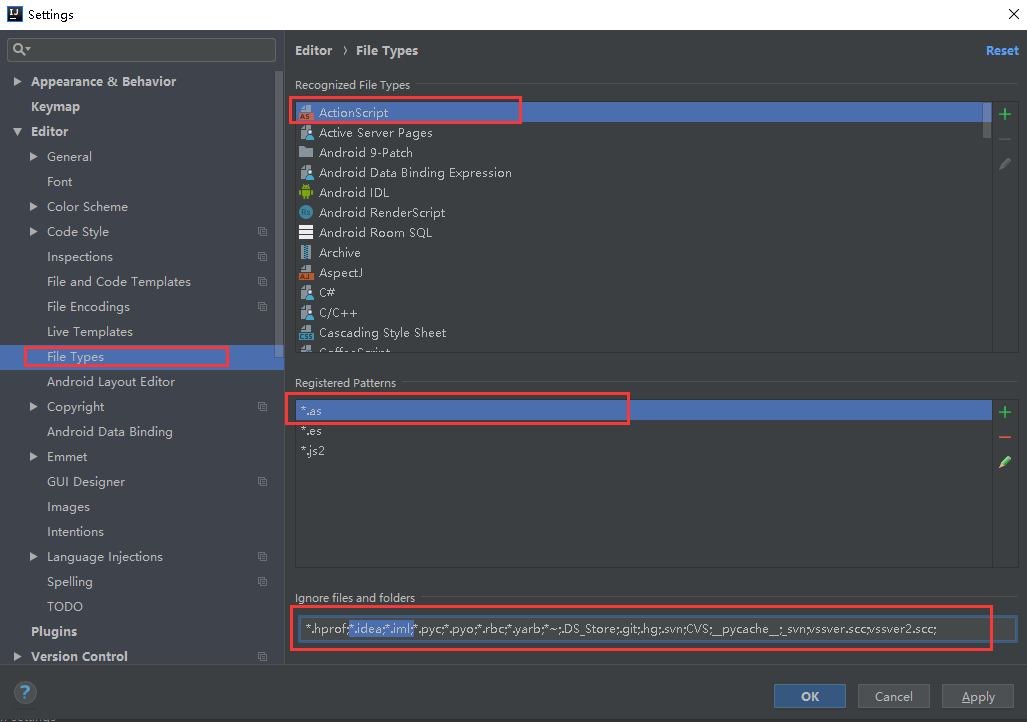 Settings
Editor › File Types
Reset
Appearance & Behavior
Keymap
Editor
General
Font
Color Scheme
Code Style
Inspections
File and Code Templates
File Encodings
Live Templates
File Types
Android Layout Editor
Copyright
Android Data Binding
Emmet
GUI Designer
Images
Intentions
Language Injections
Spelling
TODO
Plugins
Version Control
Recognized File Types
ActionScript
Active Server Pages
Android 9-Patch
Android Data Binding Expression
Android IDL
Android RenderScript
Android Room SQL
Archive
AspectJ
C#
C/C++
Cascading Style Sheet
CoffeeScript
Registered Patterns
*.as
*.es
*.js2
Ignore files and folders
*.hprof;*.idea;*.iml;*.pyc;*.pyo;*.rbc;*.yarb;*~;.DS_Store;.git;.hg;.svn;CVS;__pycache__;_svn;vssver.scc;vssver2.scc;
?
OK
Cancel
Apply